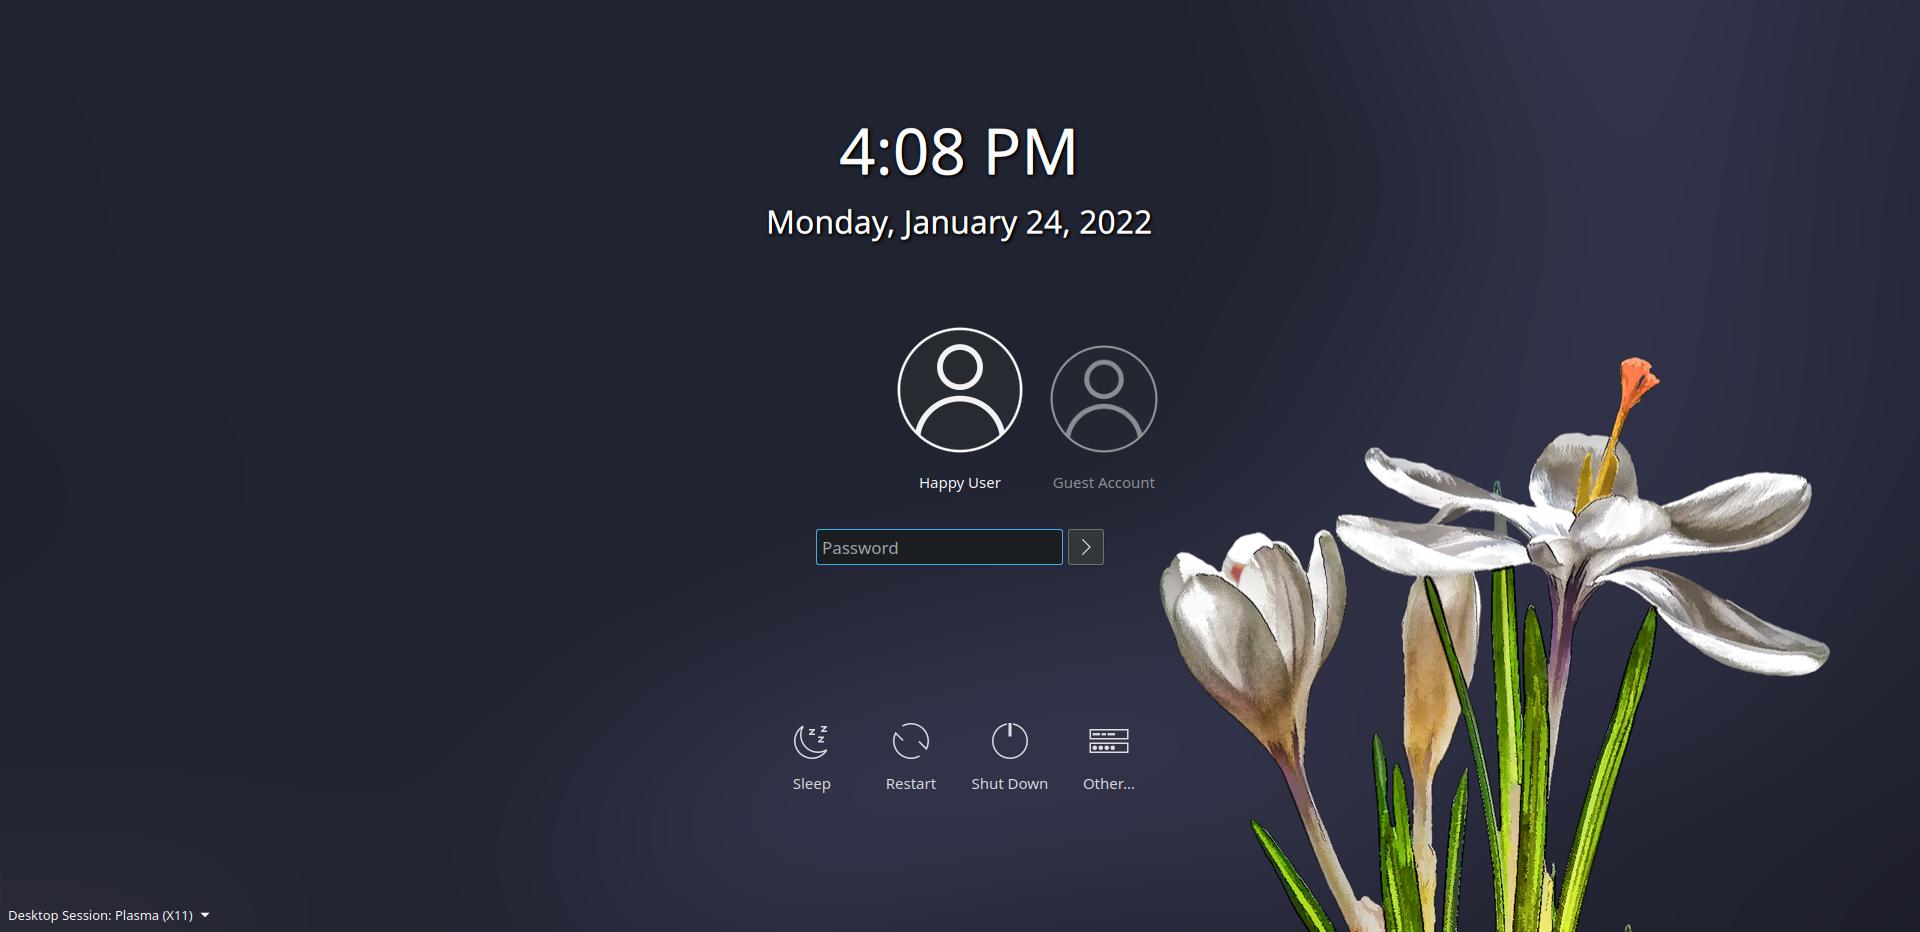 4:08 PM
Monday, January 24, 2022
Happy User
Guest Account
Password
Sleep
Restart
Shut Down
Other...
Desktop Session: Plasma (X11)